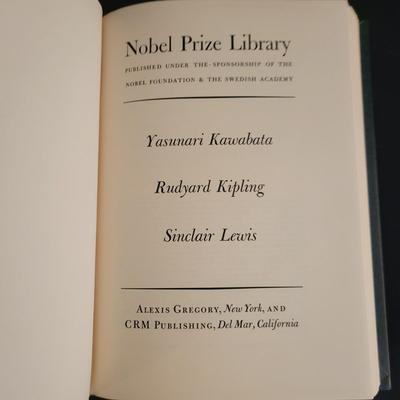 Nobel Prize Library
PUBLISHED UNDER THE SPONSORSHIP OF THE
NOBEL FOUNDATION & THE SWEDISH ACADEMY
Yasunari Kawabata
Rudyard Kipling
Sinclair Lewis
ALEXIS GREGORY, New York, AND
CRM PUBLISHING, Del Mar, California